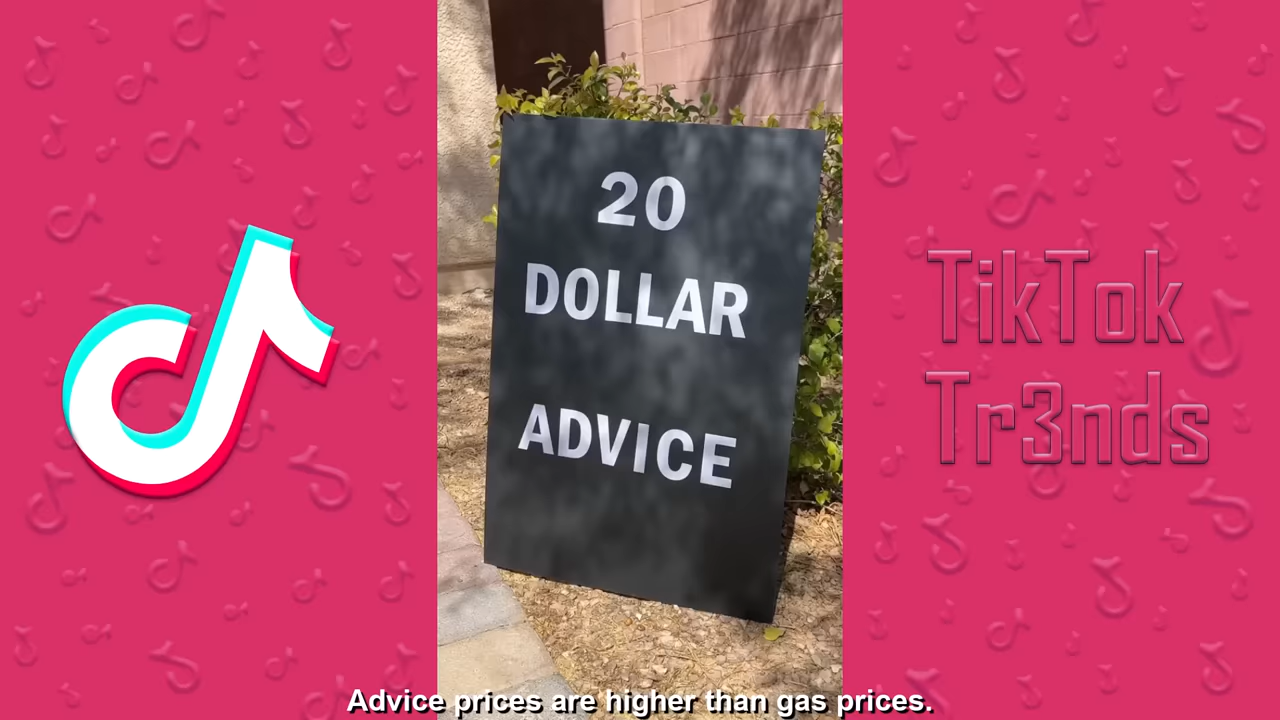 20
DOLLAR
ADVICE
TikTok
Tr3nds
Advice prices are higher than gas prices.